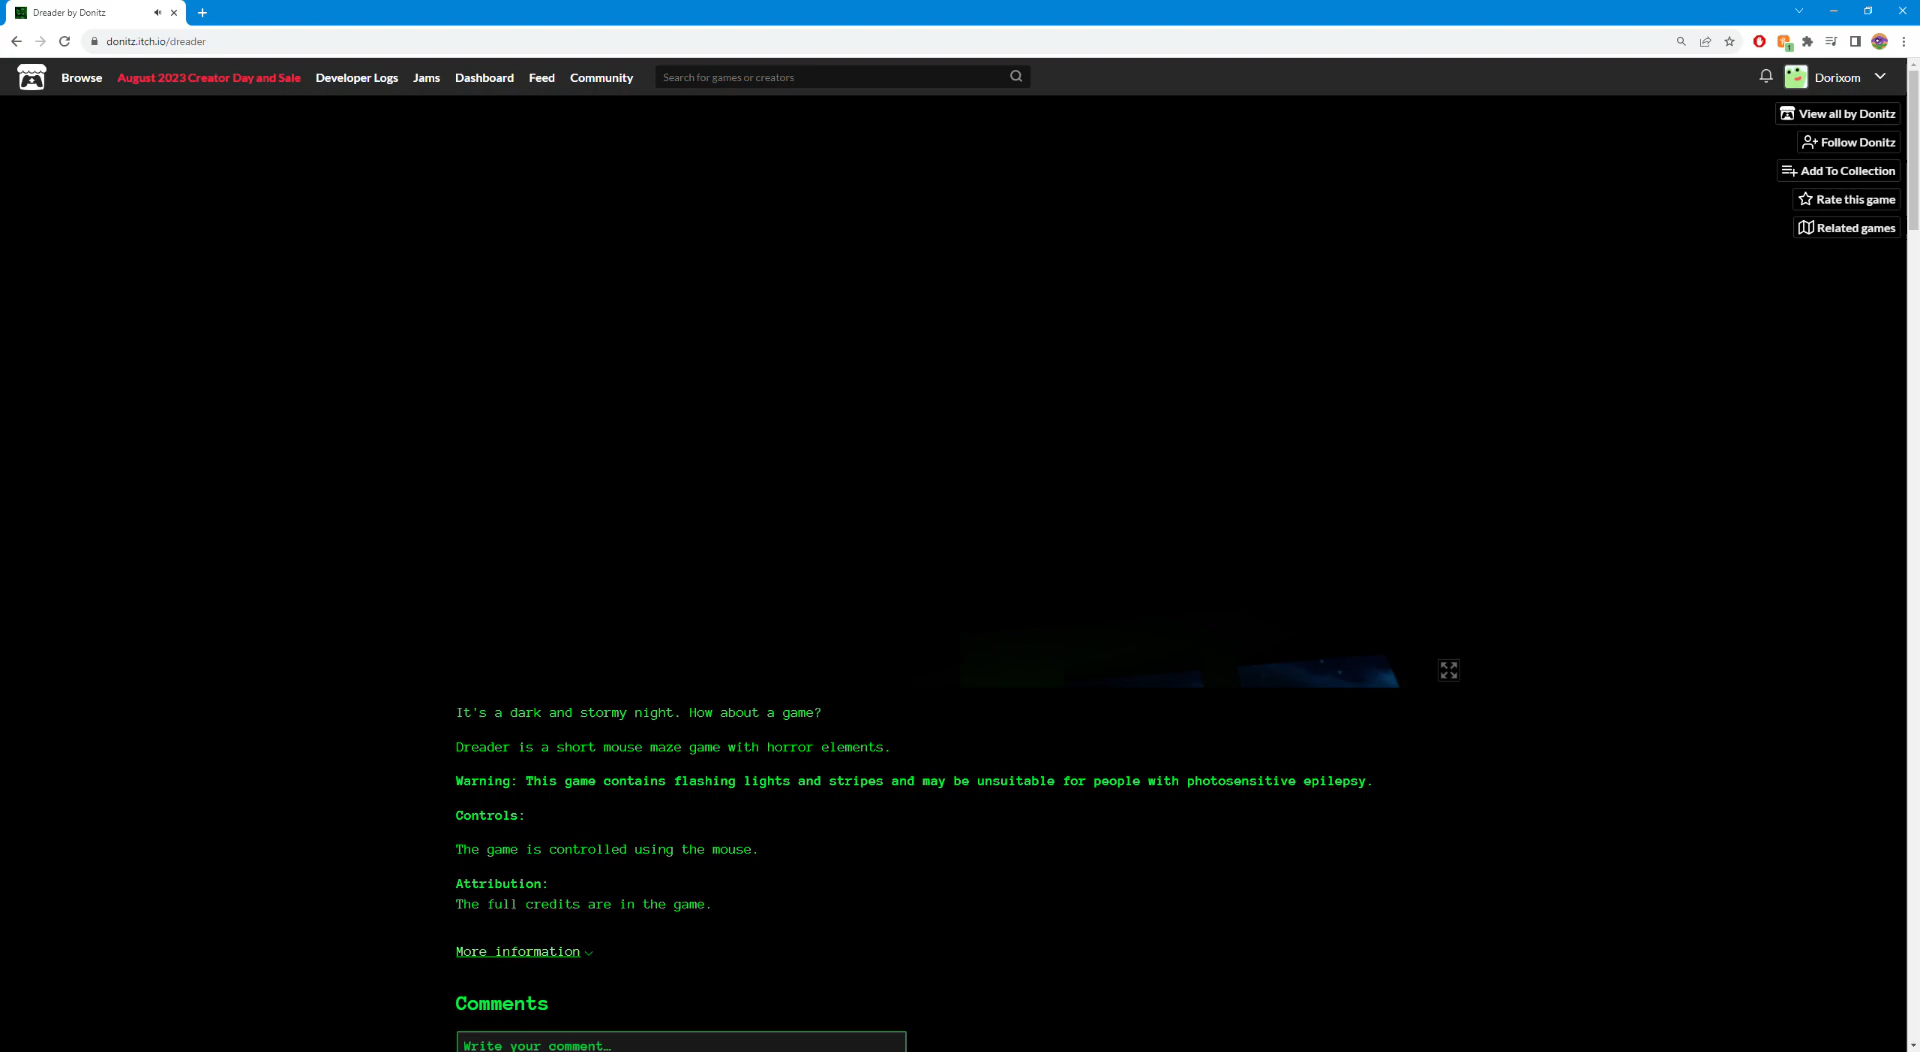 Dreader by Donitz
donitz.itch.io/dreader
Browse
August 2023 Creator Day and Sale
Developer Logs
Jams
Dashboard
Feed
Community
Search for games or creators
Dorixom
View all by Donitz
Follow Donitz
Add To Collection
Rate this game
Related games
It's a dark and stormy night. How about a game?
Dreader is a short mouse maze game with horror elements.
Warning: This game contains flashing lights and stripes and may be unsuitable for people with photosensitive epilepsy.
Controls:
The game is controlled using the mouse.
Attribution:
The full credits are in the game.
More information
Comments
Write your comment…